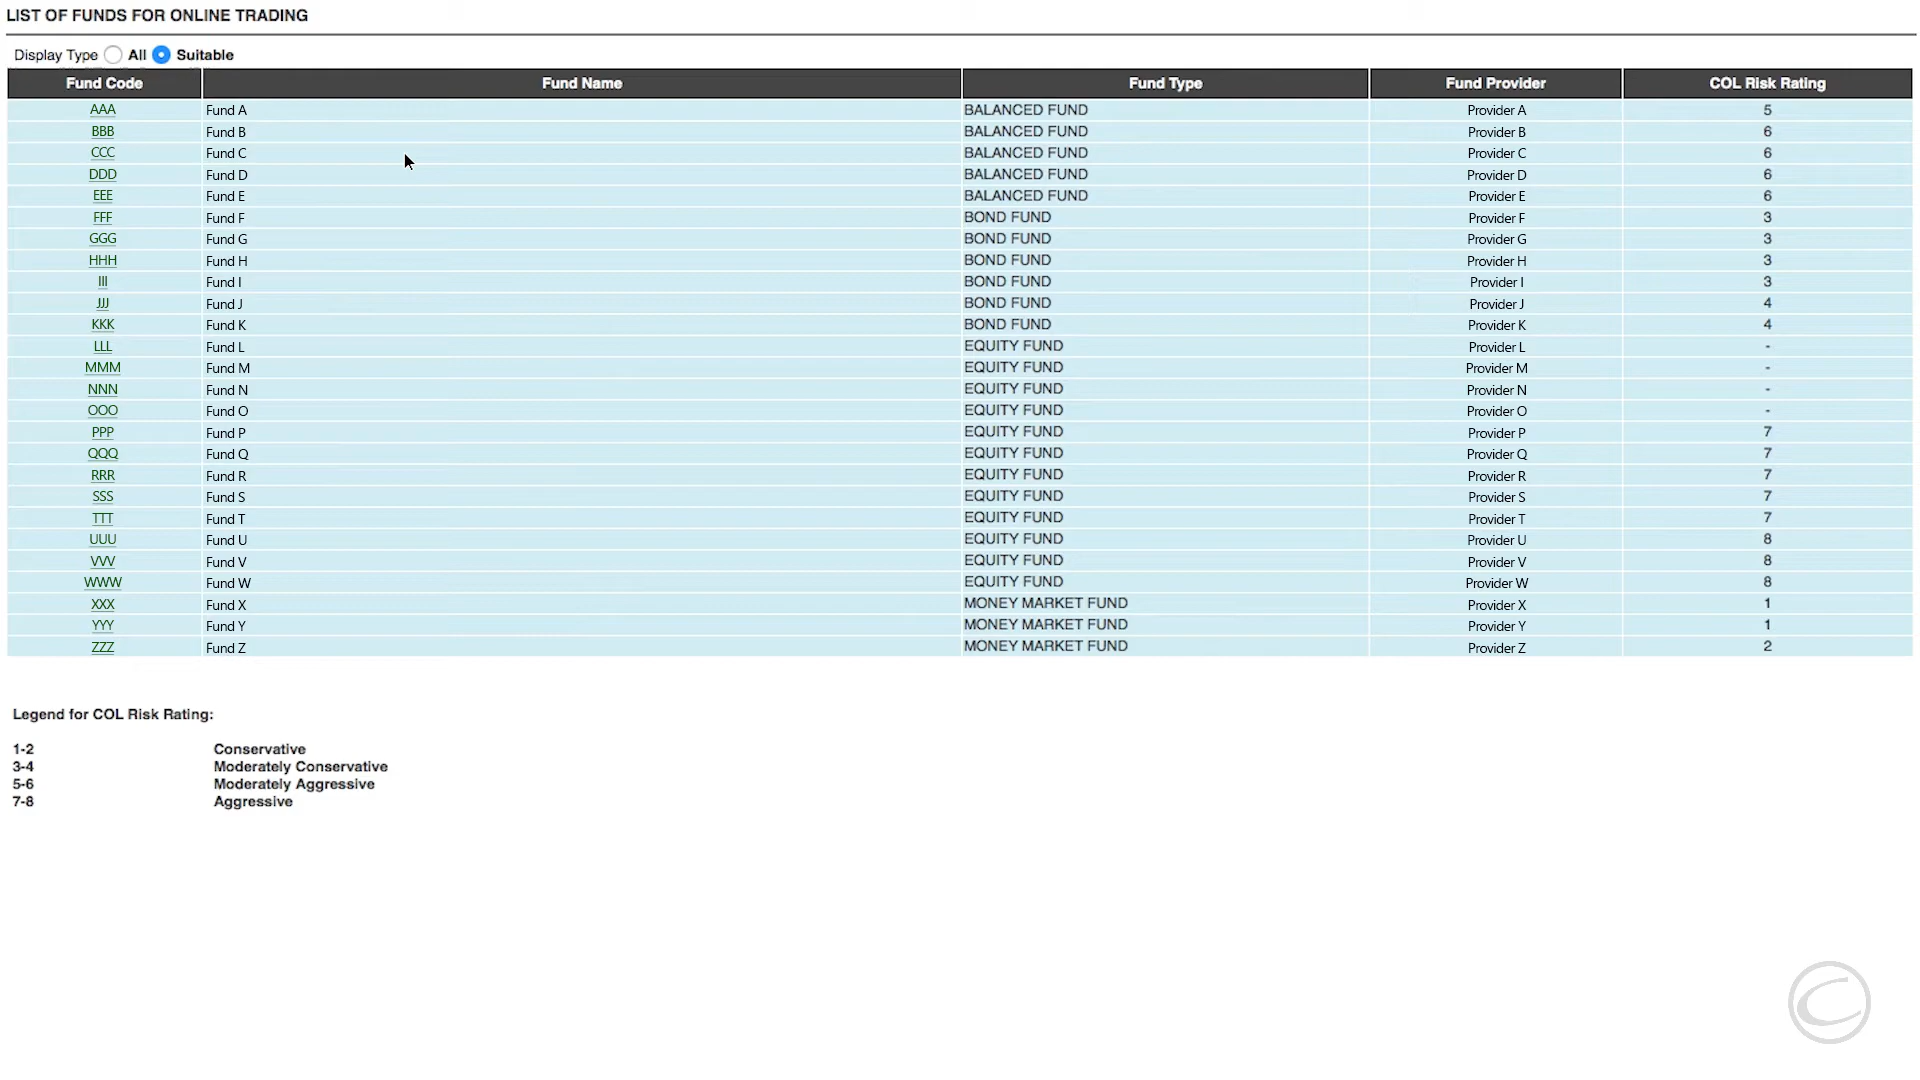 LIST OF FUNDS FOR ONLINE TRADING
Display Type All Suitable
Fund Code Fund Name Fund Type Fund Provider COL Risk Rating
AAA Fund A BALANCED FUND Provider A 5
BBB Fund B BALANCED FUND Provider B 6
CCC Fund C BALANCED FUND Provider C 6
DDD Fund D BALANCED FUND Provider D 6
EEE Fund E BALANCED FUND Provider E 6
FFF Fund F BOND FUND Provider F 3
GGG Fund G BOND FUND Provider G 3
HHH Fund H BOND FUND Provider H 3
III Fund I BOND FUND Provider I 3
JJJ Fund J BOND FUND Provider J 4
KKK Fund K BOND FUND Provider K 4
LLL Fund L EQUITY FUND Provider L -
MMM Fund M EQUITY FUND Provider M -
NNN Fund N EQUITY FUND Provider N -
OOO Fund O EQUITY FUND Provider O -
PPP Fund P EQUITY FUND Provider P 7
QQQ Fund Q EQUITY FUND Provider Q 7
RRR Fund R EQUITY FUND Provider R 7
SSS Fund S EQUITY FUND Provider S 7
TTT Fund T EQUITY FUND Provider T 7
UUU Fund U EQUITY FUND Provider U 8
VVV Fund V EQUITY FUND Provider V 8
WWW Fund W EQUITY FUND Provider W 8
XXX Fund X MONEY MARKET FUND Provider X 1
YYY Fund Y MONEY MARKET FUND Provider Y 1
ZZZ Fund Z MONEY MARKET FUND Provider Z 2
Legend for COL Risk Rating:
1-2 Conservative
3-4 Moderately Conservative
5-6 Moderately Aggressive
7-8 Aggressive